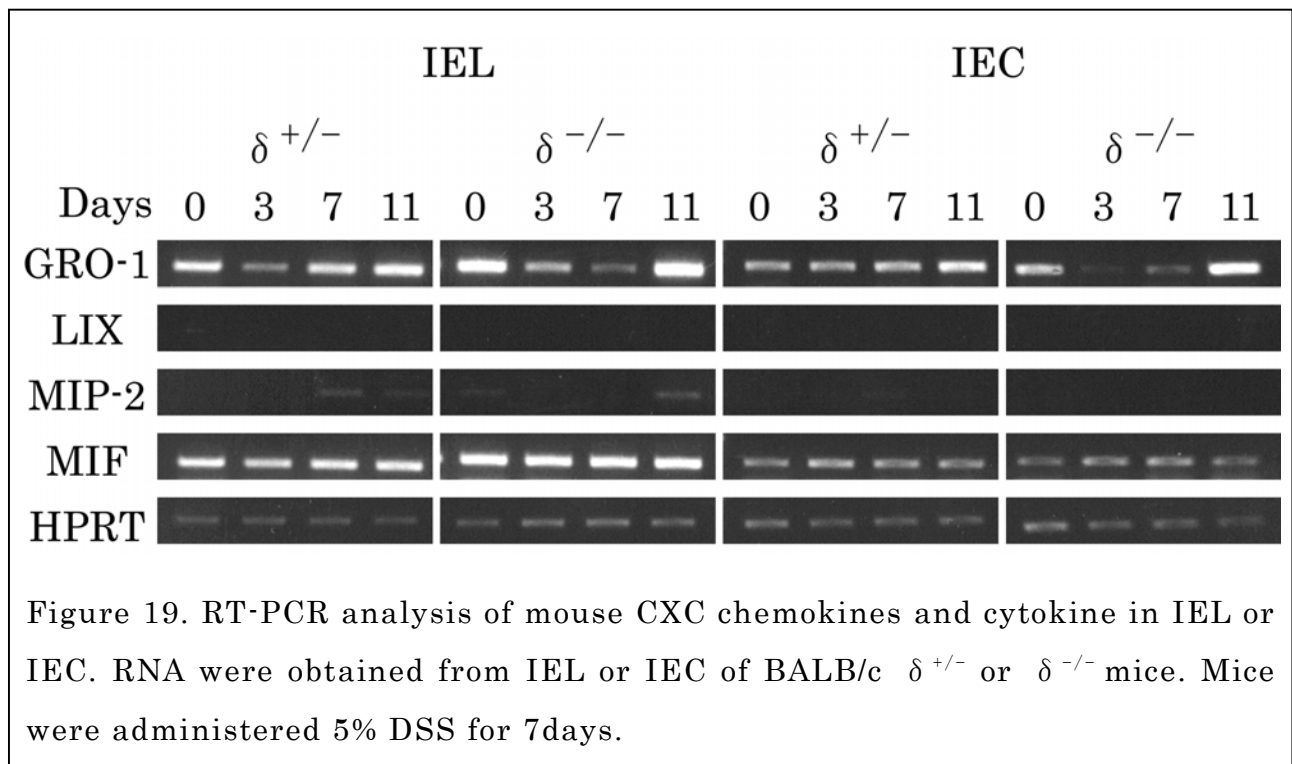 IEL IEC
δ +/− δ −/− δ +/− δ −/−
Days 0 3 7 11 0 3 7 11 0 3 7 11 0 3 7 11
GRO-1
LIX
MIP-2
MIF
HPRT
Figure 19. RT-PCR analysis of mouse CXC chemokines and cytokine in IEL or
IEC. RNA were obtained from IEL or IEC of BALB/c δ +/− or δ −/− mice. Mice
were administered 5% DSS for 7days.